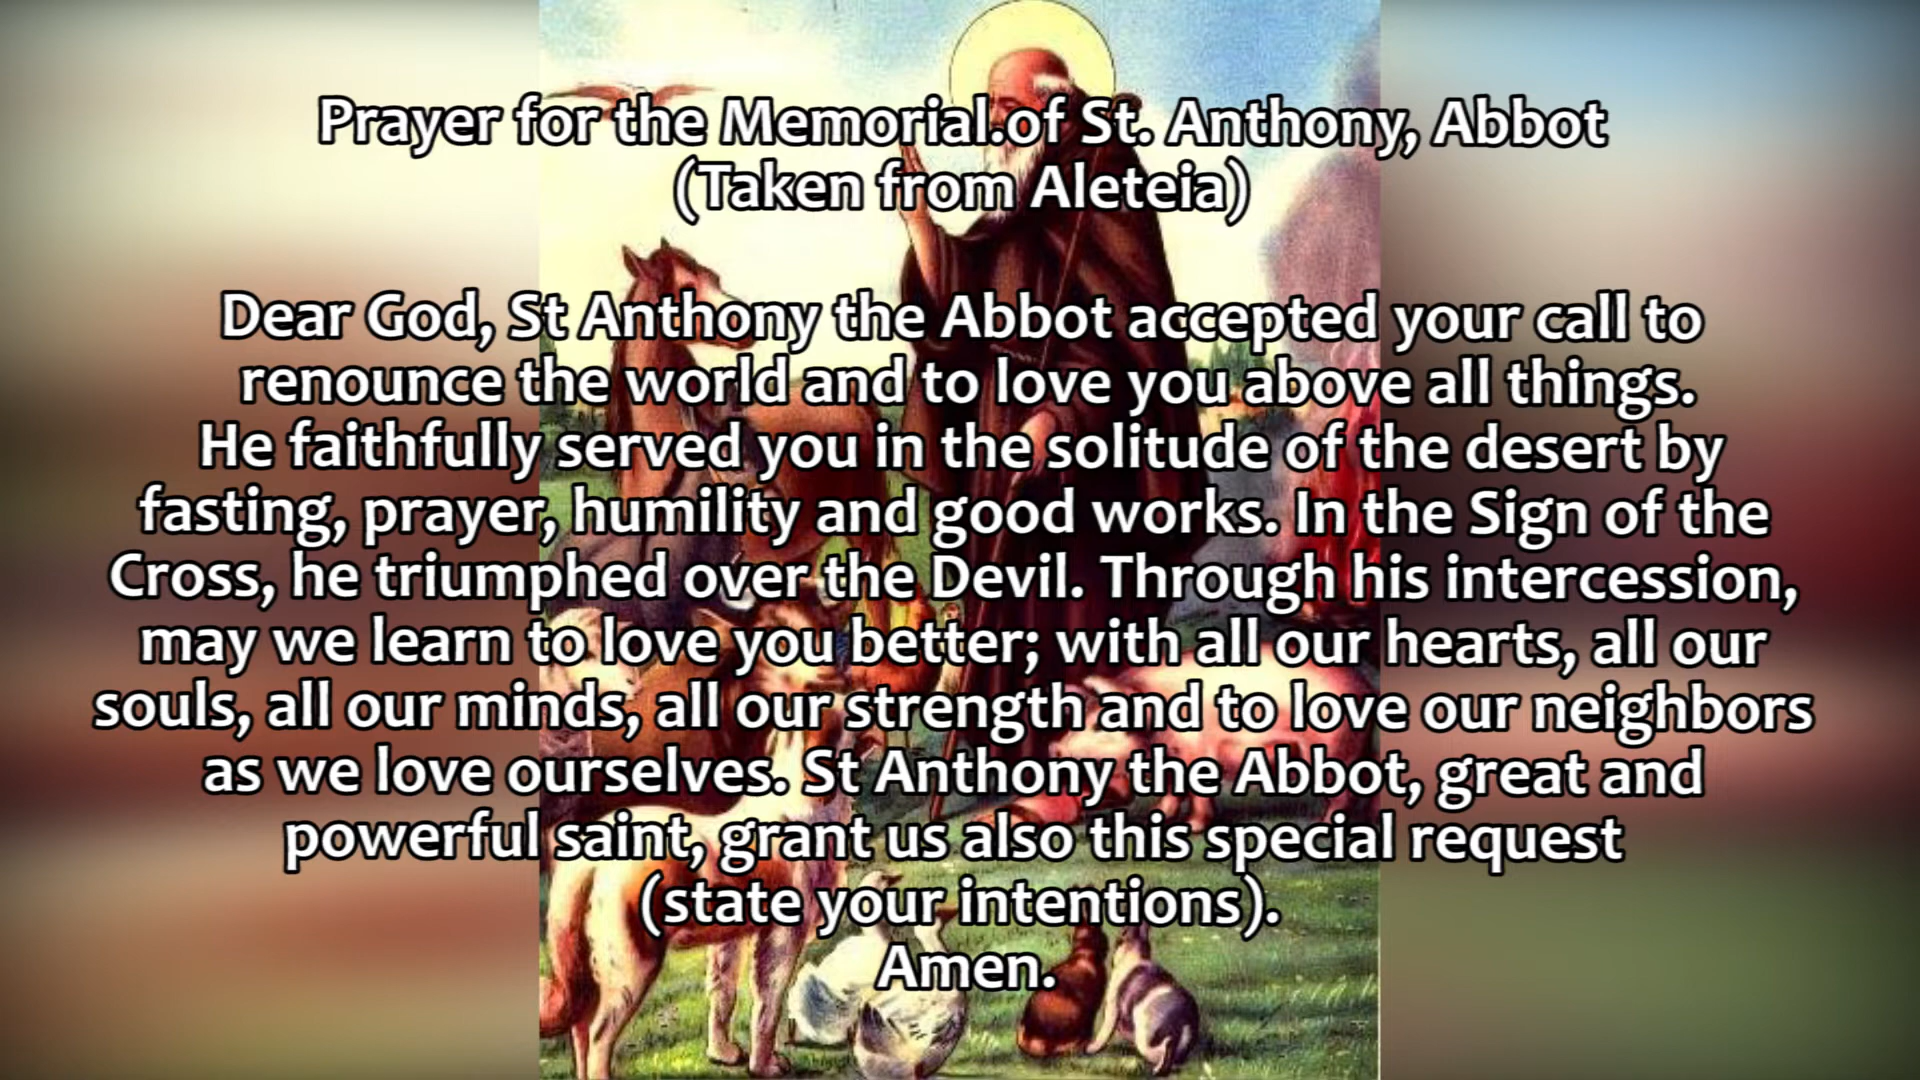 Prayer for the Memorial.of St. Anthony, Abbot
(Taken from Aleteia)
Dear God, St Anthony the Abbot accepted your call to
renounce the world and to love you above all things.
He faithfully served you in the solitude of the desert by
fasting, prayer, humility and good works. In the Sign of the
Cross, he triumphed over the Devil. Through his intercession,
may we learn to love you better; with all our hearts, all our
souls, all our minds, all our strength and to love our neighbors
as we love ourselves. St Anthony the Abbot, great and
powerful saint, grant us also this special request
(state your intentions).
Amen.